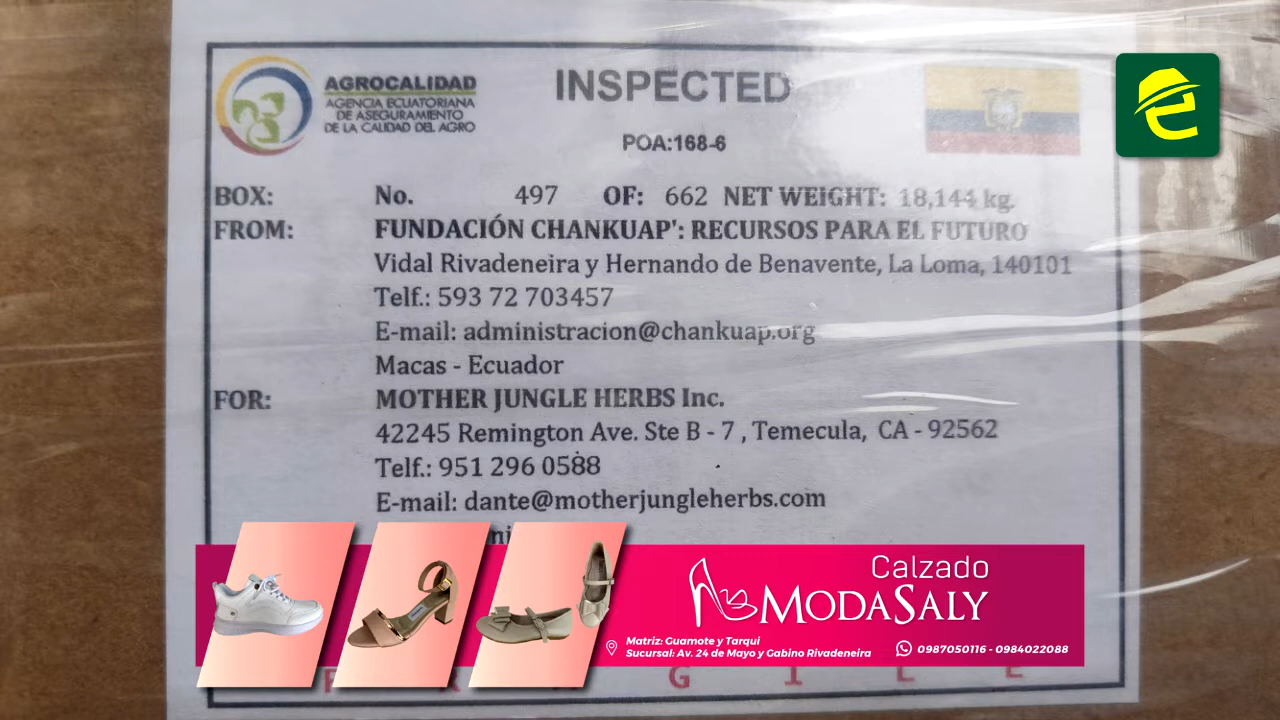 AGROCALIDAD
AGENCIA ECUATORIANA
DE ASEGURAMIENTO
DE LA CALIDAD DEL AGRO
INSPECTED
POA:168-6
BOX: No. 497 OF: 662 NET WEIGHT: 18,144 kg.
FROM: FUNDACIÓN CHANKUAP': RECURSOS PARA EL FUTURO
Vidal Rivadeneira y Hernando de Benavente, La Loma, 140101
Telf.: 593 72 703457
E-mail: administracion@chankuap.org
Macas - Ecuador
FOR: MOTHER JUNGLE HERBS Inc.
42245 Remington Ave. Ste B - 7 , Temecula, CA - 92562
Telf.: 951 296 0588
E-mail: dante@motherjungleherbs.com
Calzado
MODASALY
Matriz: Guamote y Tarqui
Sucursal: Av. 24 de Mayo y Gabino Rivadeneira
0987050116 - 0984022088